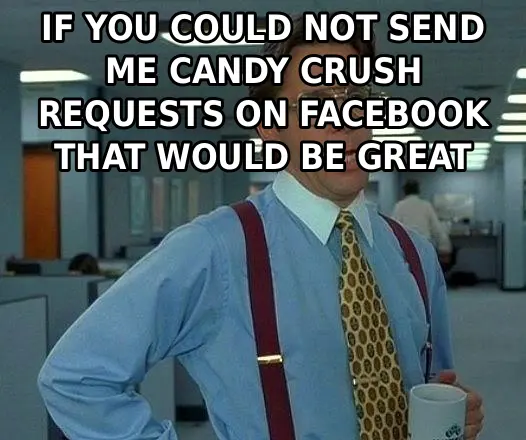 IF YOU COULD NOT SEND
ME CANDY CRUSH
REQUESTS ON FACEBOOK
THAT WOULD BE GREAT